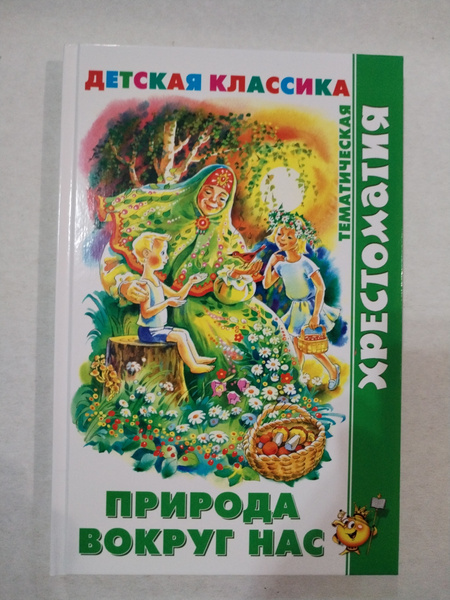 ДЕТСКАЯ КЛАССИКА
ТЕМАТИЧЕСКАЯ
ХРЕСТОМАТИЯ
ПРИРОДА
ВОКРУГ НАС